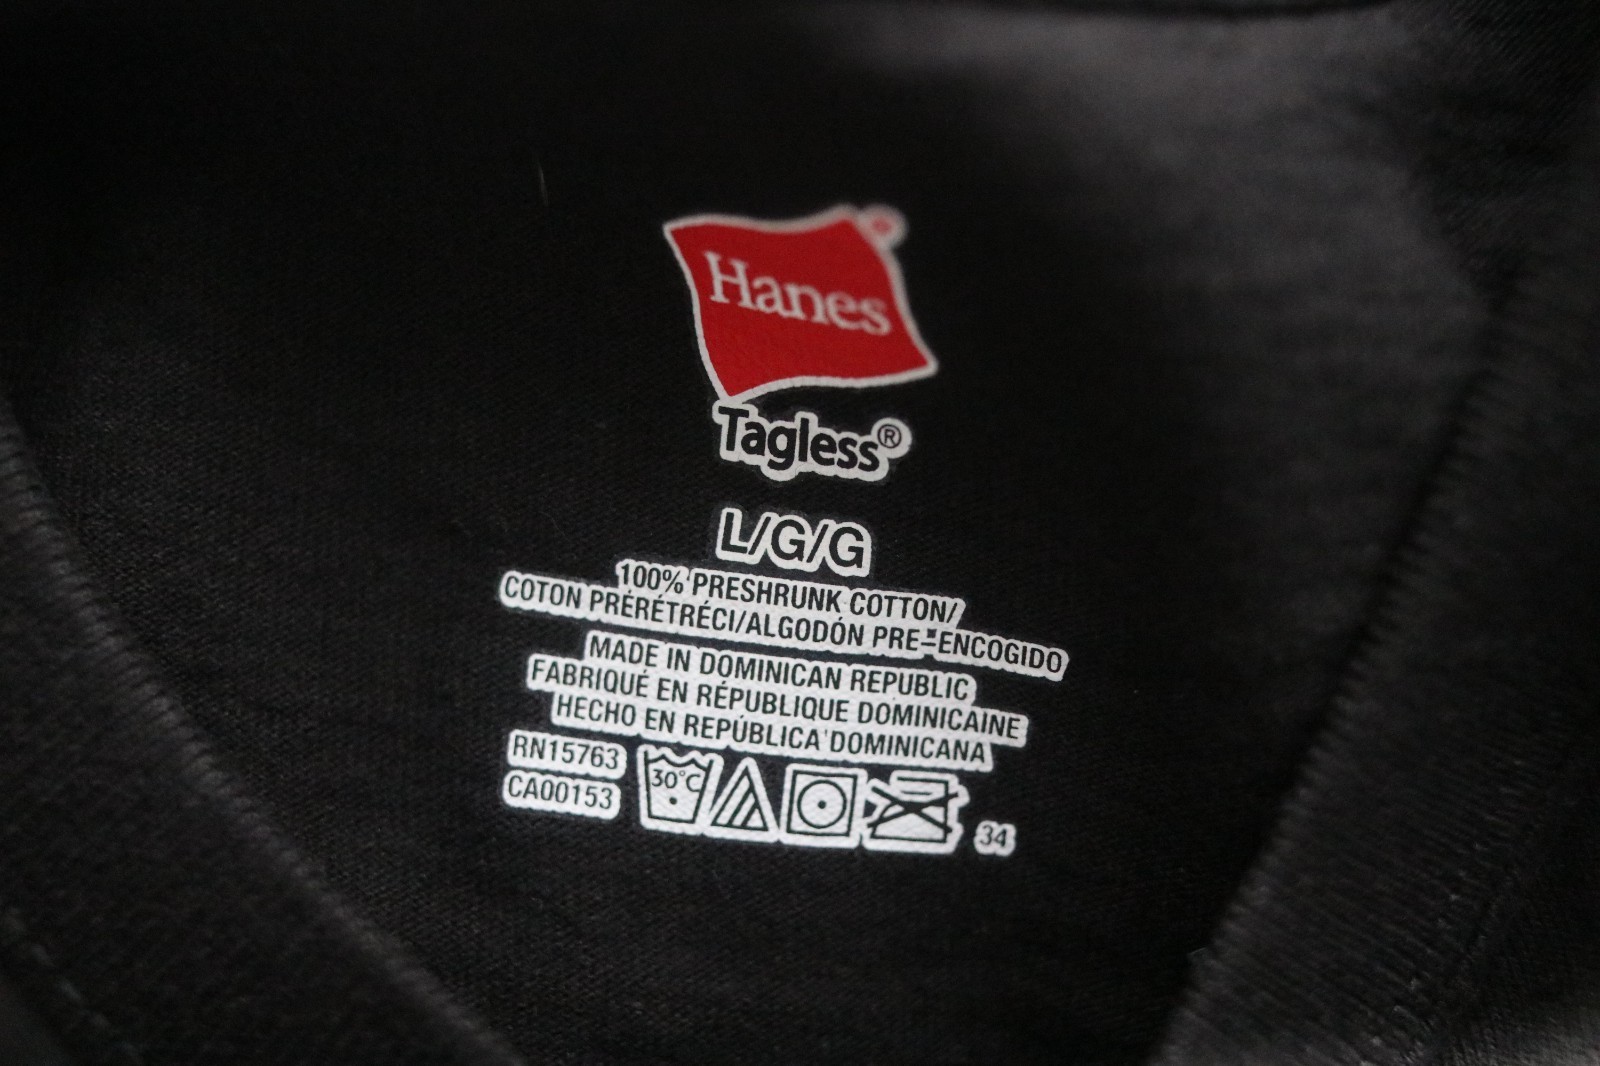 Hanes®
Tagless®
L/G/G
100% PRESHRUNK COTTON/
COTON PRÉRÉTRÉCI/ALGODÓN PRE-ENCOGIDO
MADE IN DOMINICAN REPUBLIC
FABRIQUÉ EN RÉPUBLIQUE DOMINICAINE
HECHO EN REPÚBLICA DOMINICANA
RN15763
CA00153
30°C
34